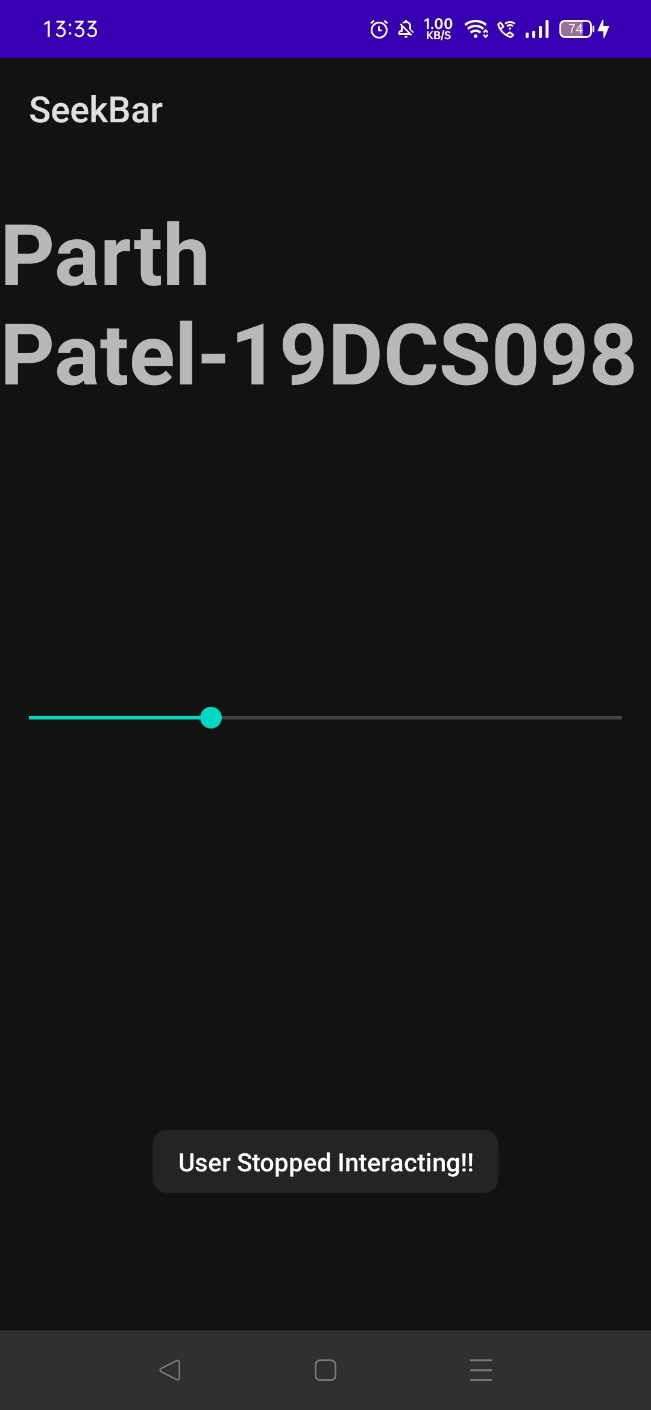 13:33
1.00
KB/S
74
SeekBar
Parth
Patel-19DCS098
User Stopped Interacting!!